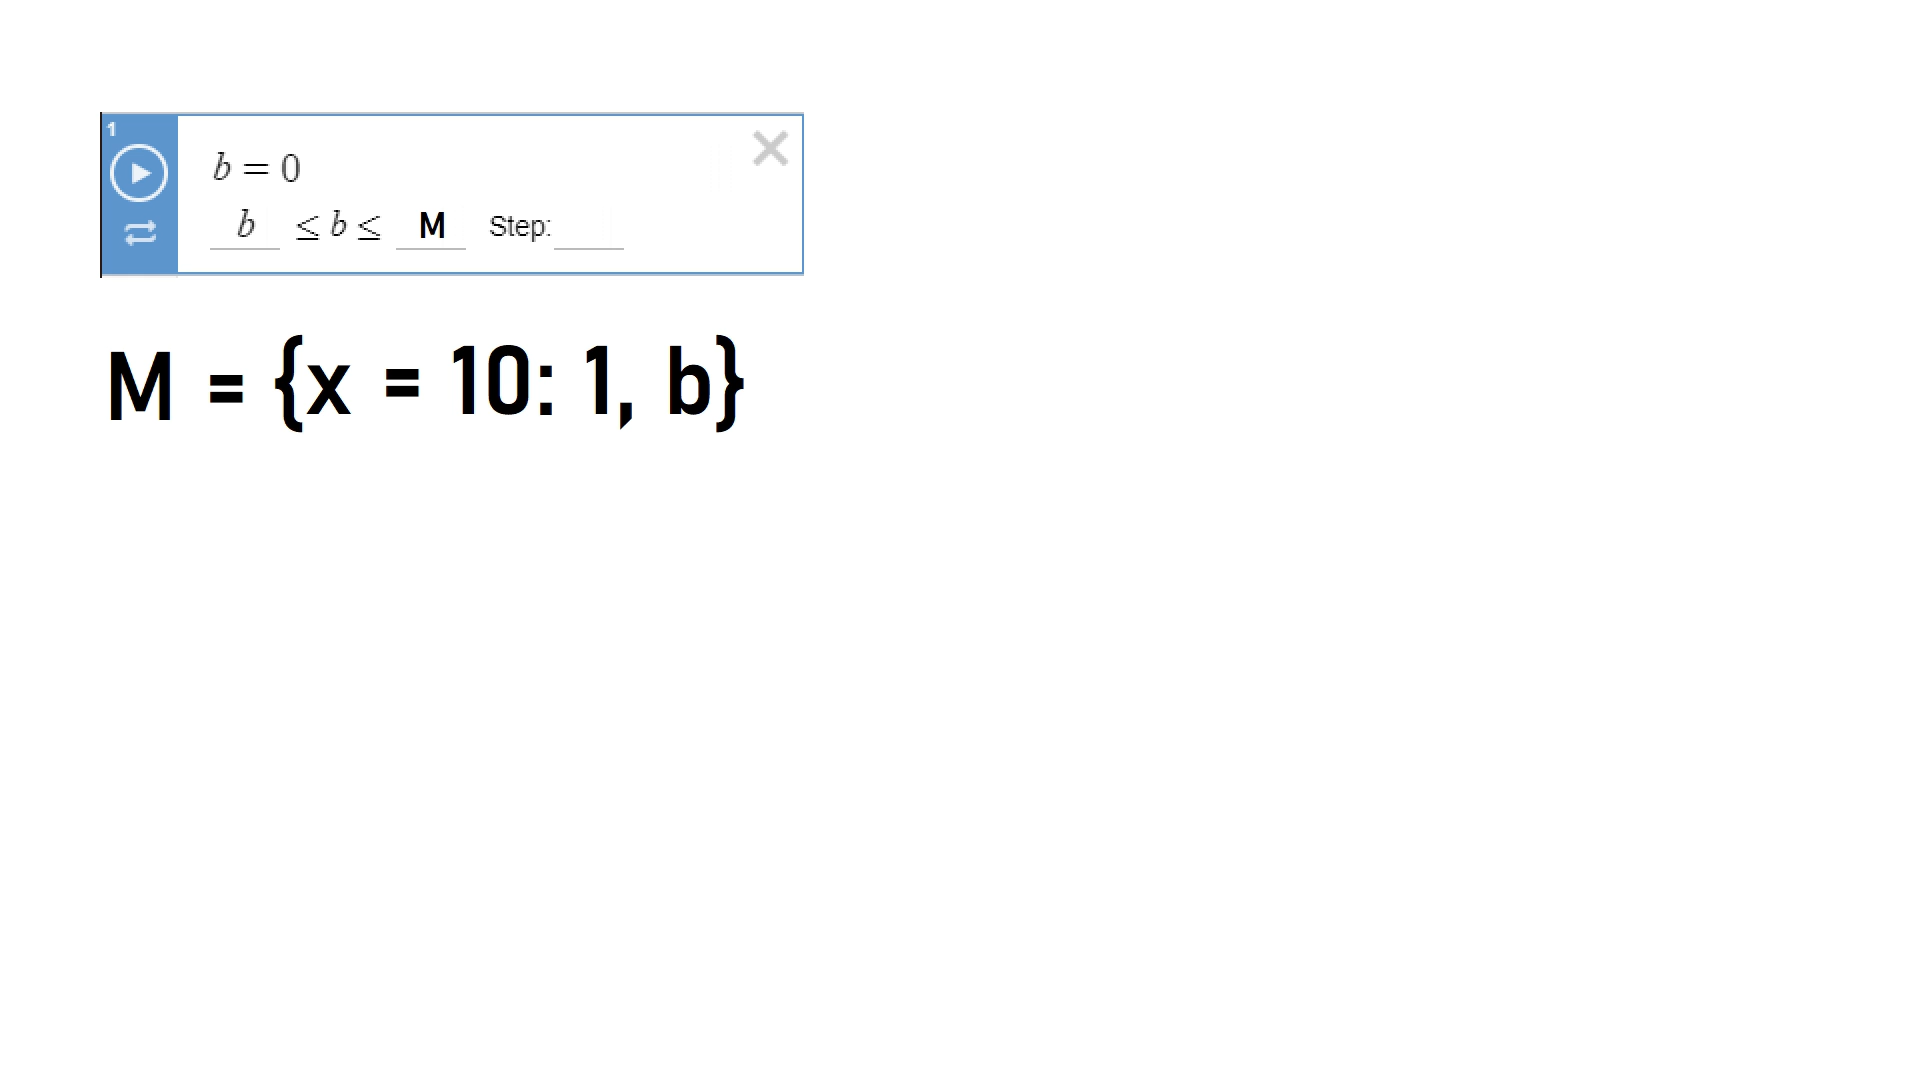 1
b = 0
b ≤ b ≤ M Step:
M = {x = 10: 1, b}